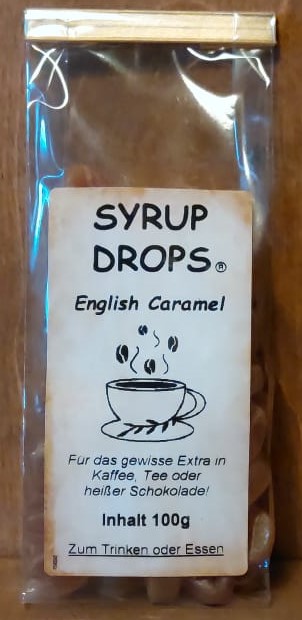 SYRUP
DROPS®
English Caramel
Für das gewisse Extra in
Kaffee, Tee oder
heißer Schokolade!
Inhalt 100g
Zum Trinken oder Essen